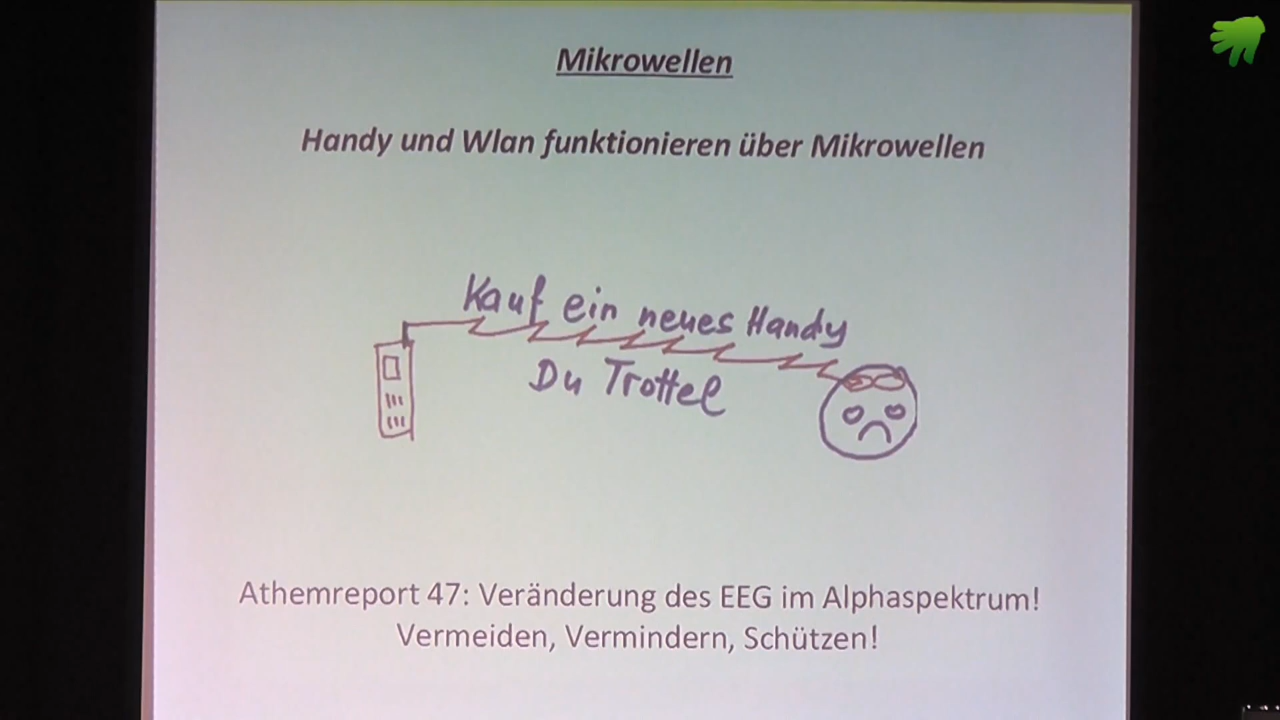 Mikrowellen
Handy und Wlan funktionieren über Mikrowellen
Kauf ein neues Handy
Du Trottel
Athemreport 47: Veränderung des EEG im Alphaspektrum!
Vermeiden, Vermindern, Schützen!